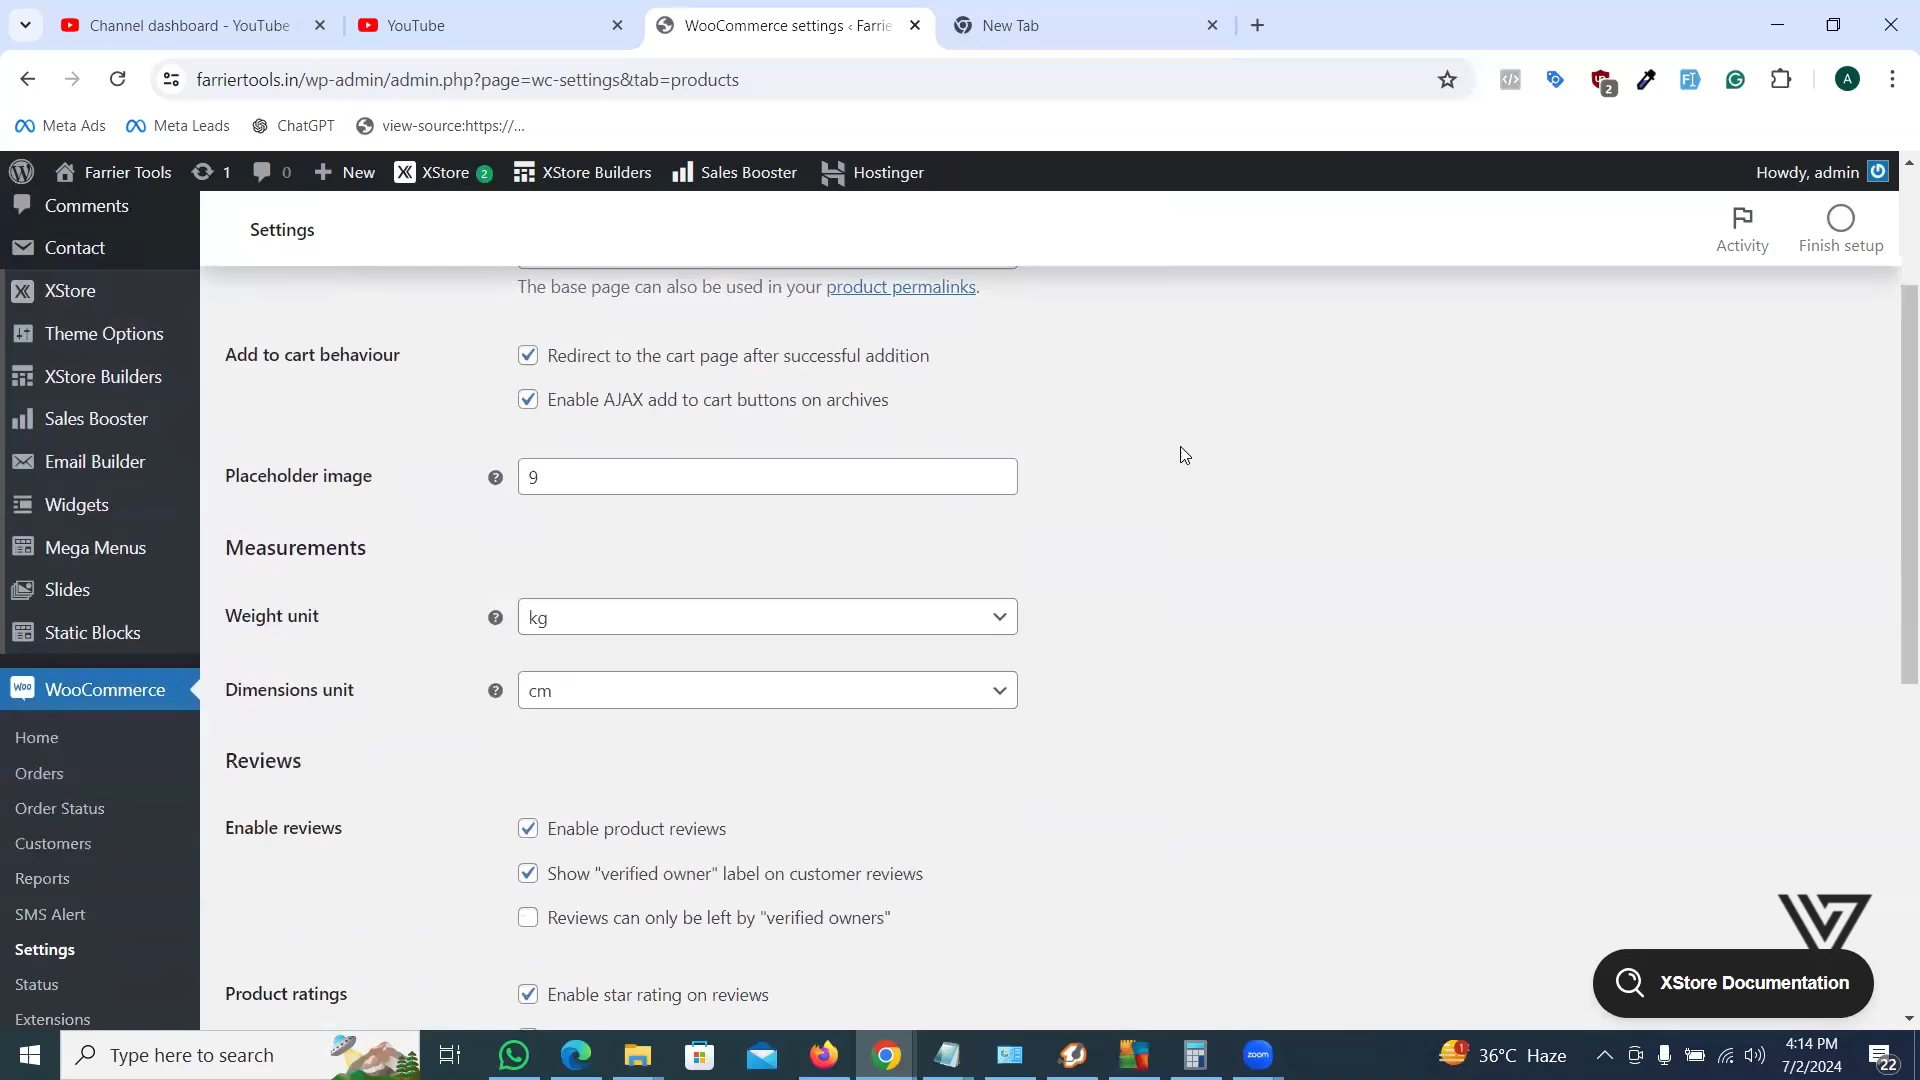 Channel dashboard - YouTube
YouTube
WooCommerce settings ‹ Farrie
New Tab
farriertools.in/wp-admin/admin.php?page=wc-settings&tab=products
2
A
Meta Ads
Meta Leads
ChatGPT
view-source:https://...
Farrier Tools
1
0
New
XStore 2
XStore Builders
Sales Booster
Hostinger
Howdy, admin
Comments
Contact
XStore
Theme Options
XStore Builders
Sales Booster
Email Builder
Widgets
Mega Menus
Slides
Static Blocks
WooCommerce
Home
Orders
Order Status
Customers
Reports
SMS Alert
Settings
Status
Extensions
Settings
Activity
Finish setup
The base page can also be used in your product permalinks.
Add to cart behaviour
Redirect to the cart page after successful addition
Enable AJAX add to cart buttons on archives
Placeholder image
9
Measurements
Weight unit
kg
Dimensions unit
cm
Reviews
Enable reviews
Enable product reviews
Show "verified owner" label on customer reviews
Reviews can only be left by "verified owners"
Product ratings
Enable star rating on reviews
XStore Documentation
Type here to search
zoom
1
36°C Haze
4:14 PM
7/2/2024
22